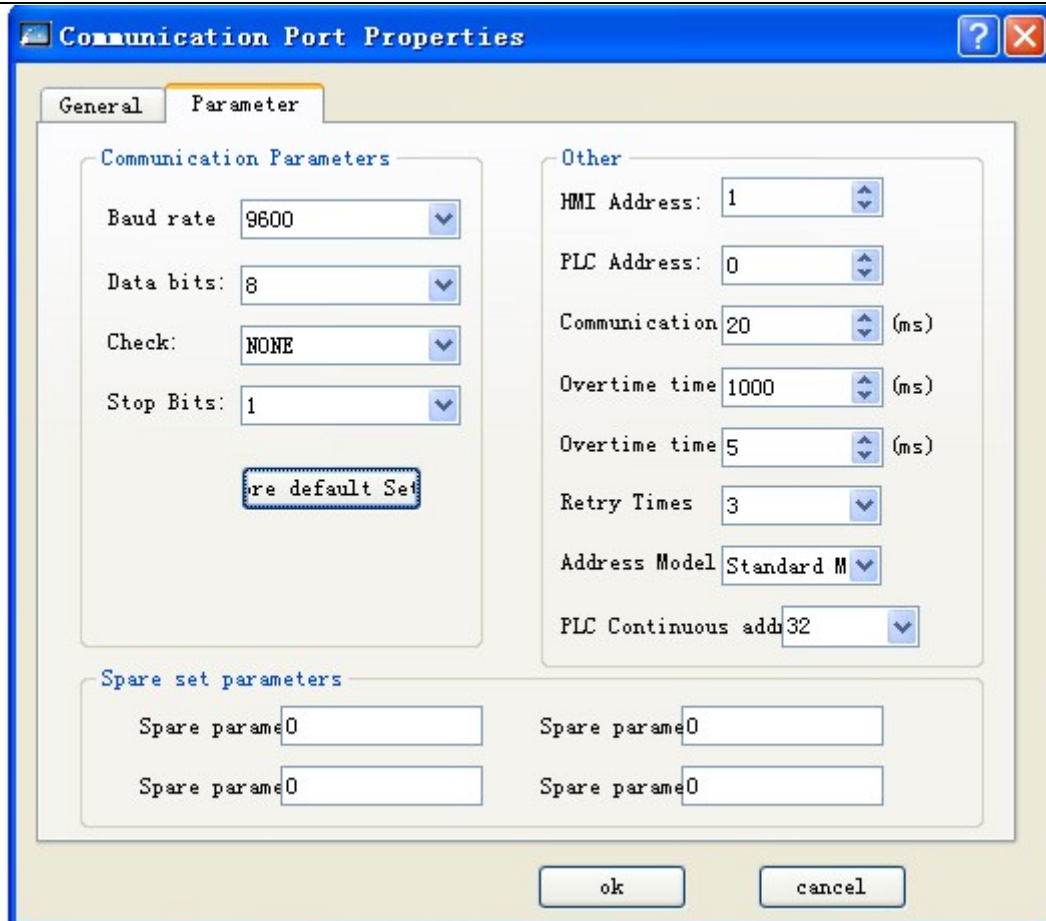 Communication Port Properties
General
Parameter
Communication Parameters
Baud rate 9600
Data bits: 8
Check: NONE
Stop Bits: 1
re default Set
Other
HMI Address: 1
PLC Address: 0
Communication 20 (ms)
Overtime time 1000 (ms)
Overtime time 5 (ms)
Retry Times 3
Address Model Standard M
PLC Continuous add 32
Spare set parameters
Spare parame 0
Spare parame 0
Spare parame 0
Spare parame 0
ok
cancel